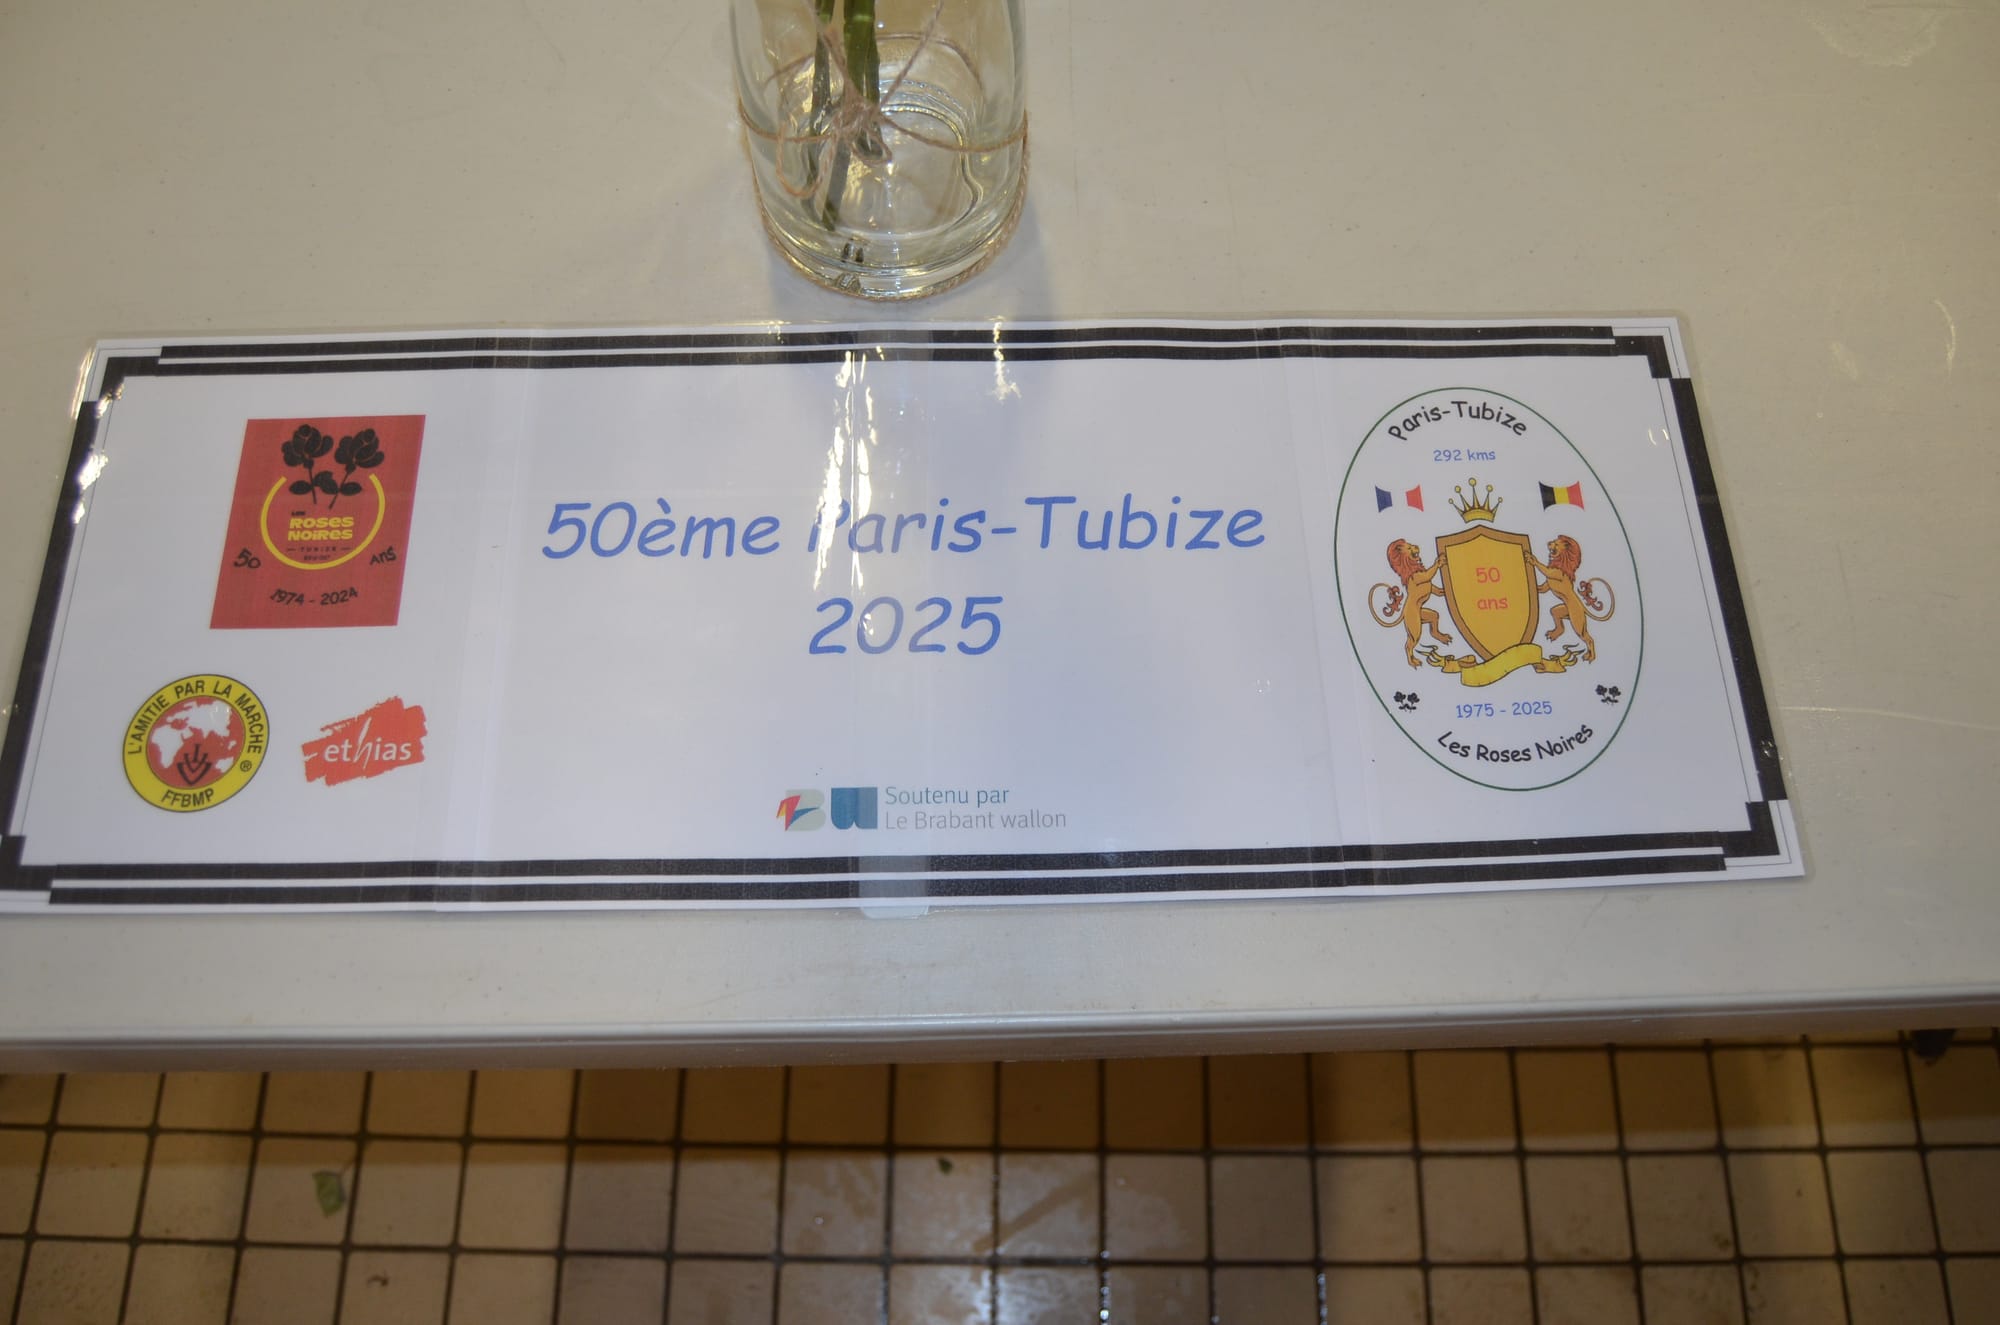 LES
ROSES
NOIRES
TUBIZE
50 ans
1974 - 2024
L'AMITIE PAR LA MARCHE ®
FFBMP
ethias
50ème Paris-Tubize
2025
Soutenu par
Le Brabant wallon
Paris-Tubize
292 kms
50
ans
1975 - 2025
Les Roses Noires